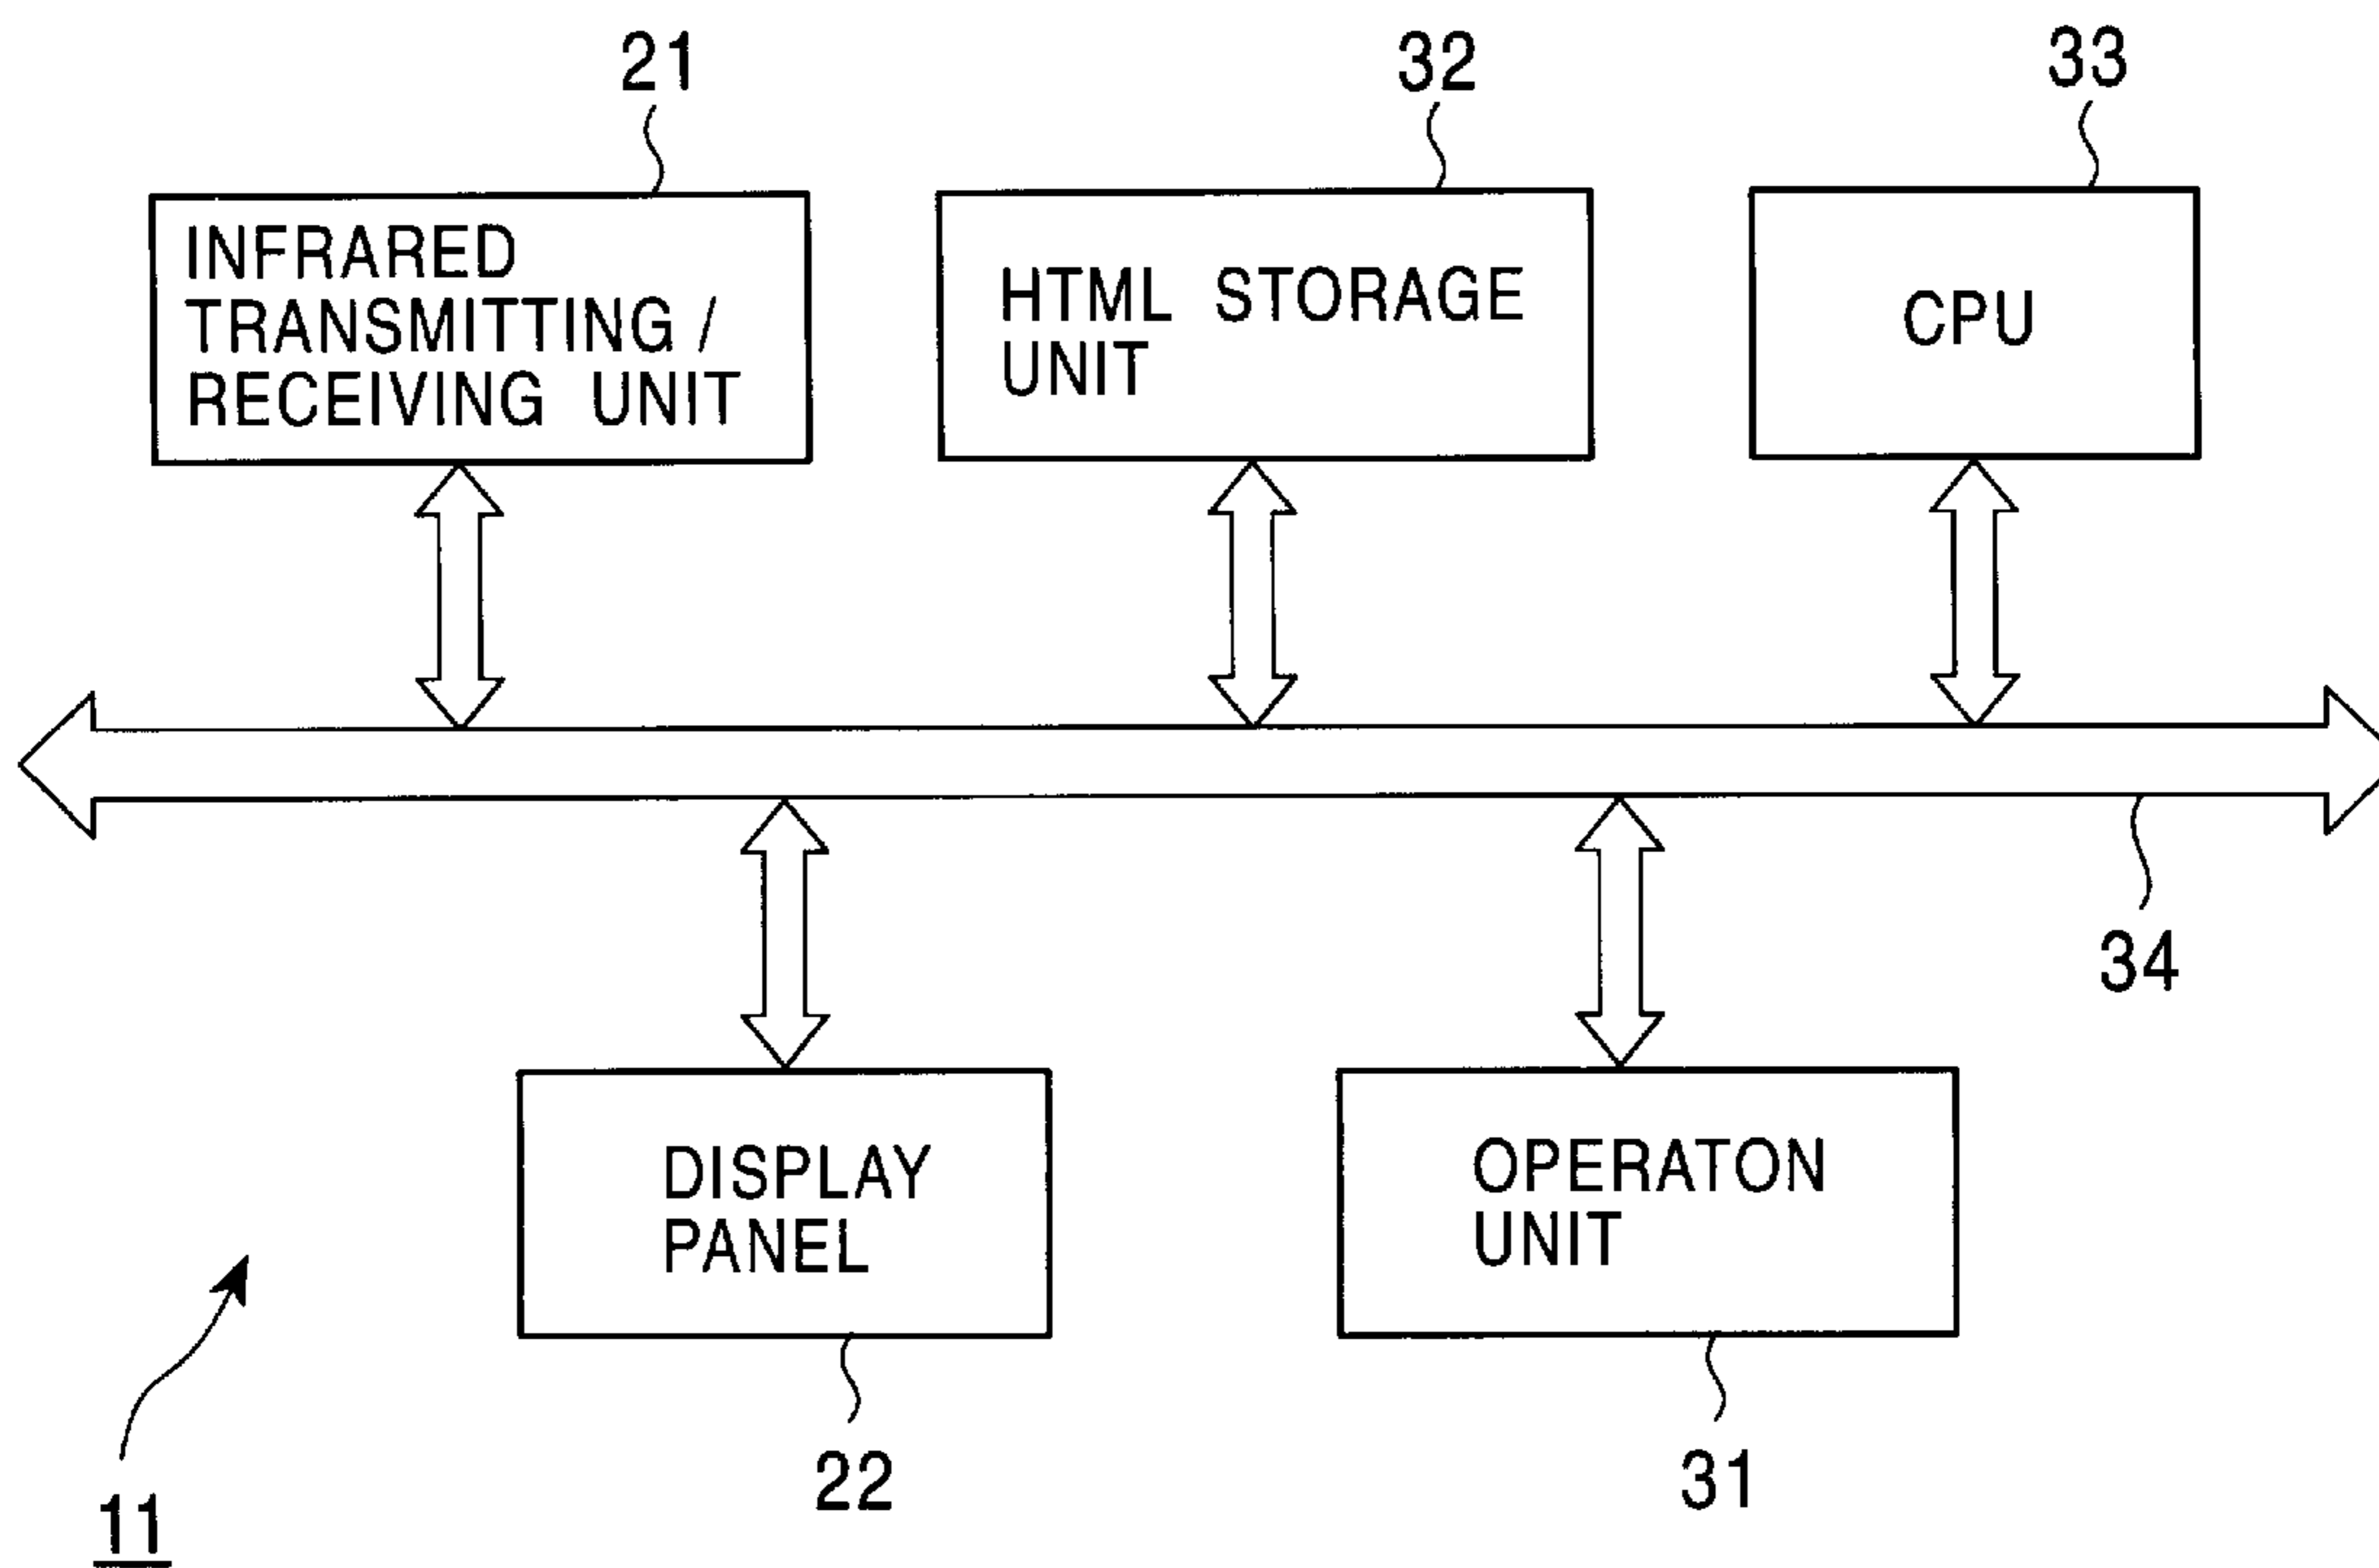 21
32
33
INFRARED
TRANSMITTING /
RECEIVING UNIT
HTML STORAGE
UNIT
CPU
34
DISPLAY
PANEL
OPERATON
UNIT
22
31
11